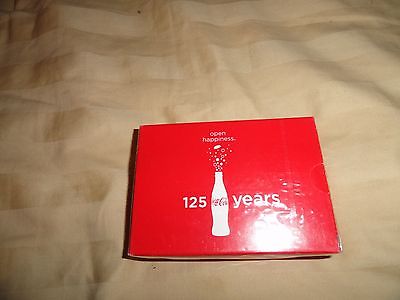 open
happiness.
125 Coca-Cola years